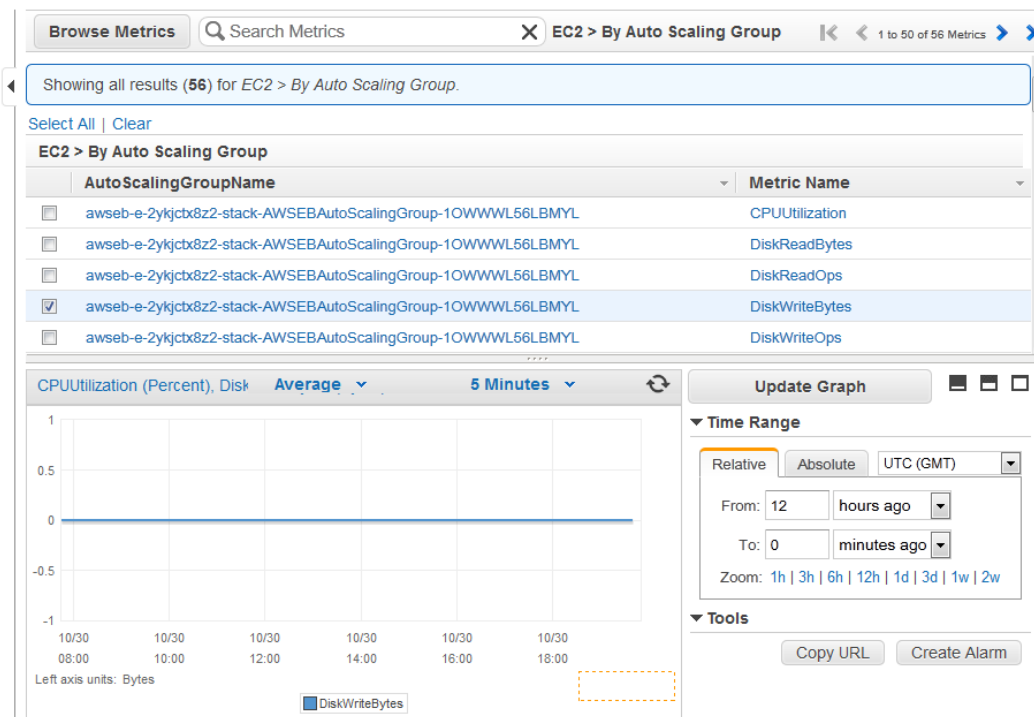 Browse Metrics Search Metrics X EC2 > By Auto Scaling Group 1 to 50 of 56 Metrics
Showing all results (56) for EC2 > By Auto Scaling Group.
Select All | Clear
EC2 > By Auto Scaling Group
AutoScalingGroupName Metric Name
awseb-e-2ykjctx8z2-stack-AWSEBAutoScalingGroup-1OWWWL56LBMYL CPUUtilization
awseb-e-2ykjctx8z2-stack-AWSEBAutoScalingGroup-1OWWWL56LBMYL DiskReadBytes
awseb-e-2ykjctx8z2-stack-AWSEBAutoScalingGroup-1OWWWL56LBMYL DiskReadOps
awseb-e-2ykjctx8z2-stack-AWSEBAutoScalingGroup-1OWWWL56LBMYL DiskWriteBytes
awseb-e-2ykjctx8z2-stack-AWSEBAutoScalingGroup-1OWWWL56LBMYL DiskWriteOps
CPUUtilization (Percent), Disk Average 5 Minutes
1
0.5
0
-0.5
-1
10/30 10/30 10/30 10/30 10/30 10/30
08:00 10:00 12:00 14:00 16:00 18:00
Left axis units: Bytes
DiskWriteBytes
Update Graph
Time Range
Relative Absolute UTC (GMT)
From: 12 hours ago
To: 0 minutes ago
Zoom: 1h | 3h | 6h | 12h | 1d | 3d | 1w | 2w
Tools
Copy URL Create Alarm